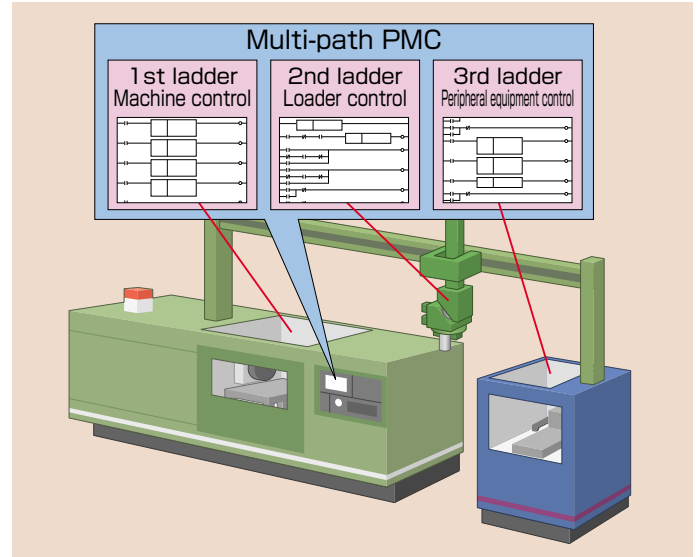 Multi-path PMC
1st ladder
Machine control
2nd ladder
Loader control
3rd ladder
Peripheral equipment control